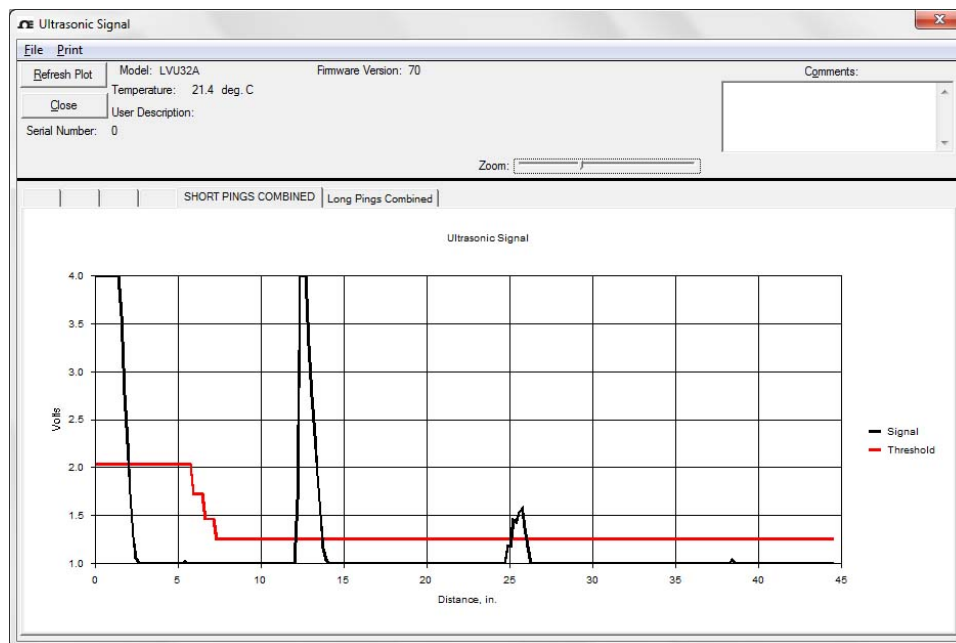 Ultrasonic Signal
File Print
Refresh Plot
Model: LVU32A
Firmware Version: 70
Comments:
Temperature: 21.4 deg. C
Close
User Description:
Serial Number: 0
Zoom:
SHORT PINGS COMBINED
Long Pings Combined
Ultrasonic Signal
4.0
3.5
3.0
2.5
2.0
1.5
1.0
Volts
0 5 10 15 20 25 30 35 40 45
Distance, in.
Signal
Threshold